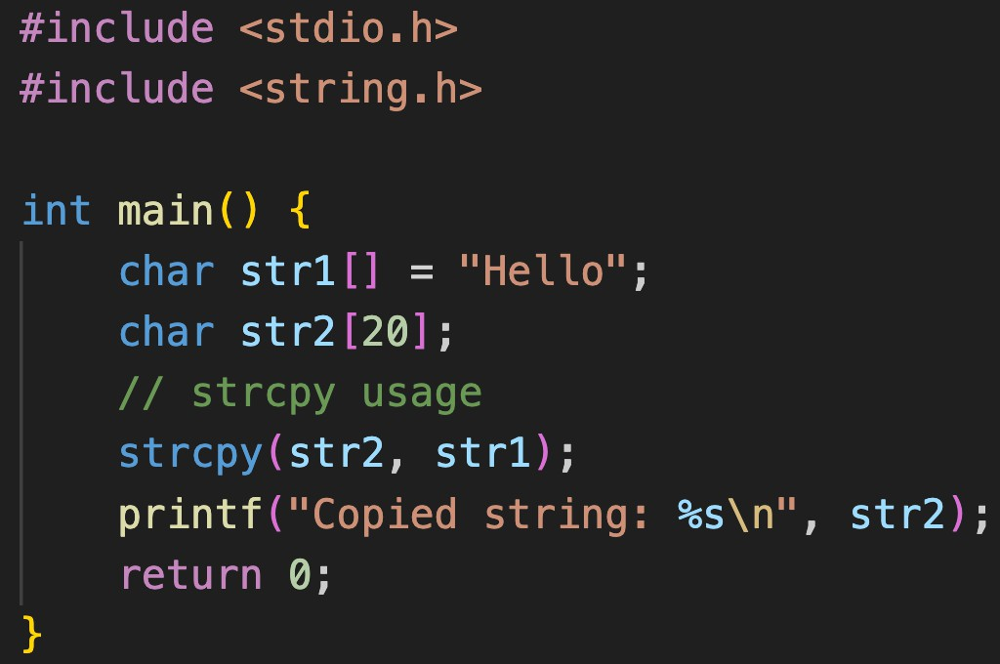 #include <stdio.h>
#include <string.h>

int main() {
    char str1[] = "Hello";
    char str2[20];
    // strcpy usage
    strcpy(str2, str1);
    printf("Copied string: %s\n", str2);
    return 0;
}